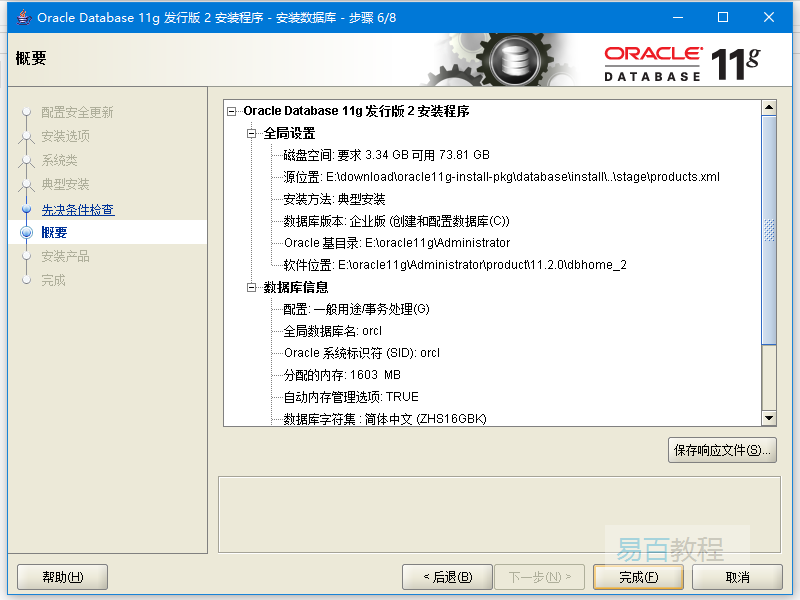 Oracle Database 11g 发行版 2 安装程序 - 安装数据库 - 步骤 6/8
概要
ORACLE
DATABASE
11g
配置安全更新
安装选项
系统类
典型安装
先决条件检查
概要
安装产品
完成
Oracle Database 11g 发行版 2 安装程序
全局设置
磁盘空间: 要求 3.34 GB 可用 73.81 GB
源位置: E:\download\oracle11g-install-pkg\database\install\..\stage\products.xml
安装方法: 典型安装
数据库版本: 企业版 (创建和配置数据库(C))
Oracle 基目录: E:\oracle11g\Administrator
软件位置: E:\oracle11g\Administrator\product\11.2.0\dbhome_2
数据库信息
配置: 一般用途/事务处理(G)
全局数据库名: orcl
Oracle 系统标识符 (SID): orcl
分配的内存: 1603 MB
自动内存管理选项: TRUE
数据库字符集 : 简体中文 (ZHS16GBK)
保存响应文件(S)...
易百教程
帮助(H)
< 后退(B)
下一步(N) >
完成(F)
取消